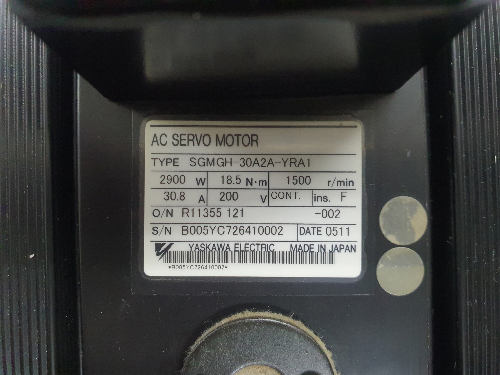 AC SERVO MOTOR
TYPE SGMGH-30A2A-YRA1
2900 W 18.5 N·m 1500 r/min
30.8 A 200 V CONT. ins. F
O/N R11355 121 -002
S/N B005YC726410002 DATE 0511
YASKAWA ELECTRIC MADE IN JAPAN
*B005YC726410002*